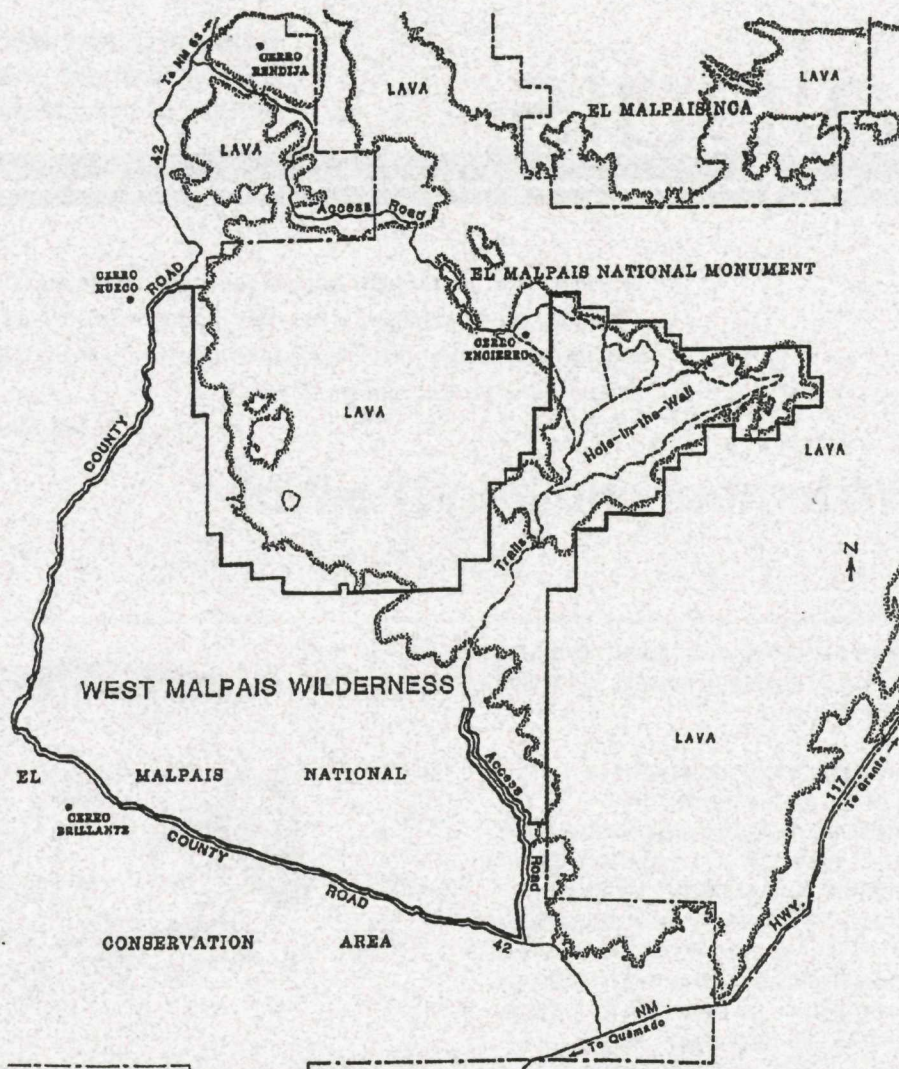 To NM 53
CERRO
RENDIJA
LAVA
LAVA
EL MALPAIS NCA
LAVA
42
Access Road
CERRO
HUECO
ROAD
EL MALPAIS NATIONAL MONUMENT
CERRO
ENCIERRO
LAVA
Hole-in-the-Wall
LAVA
COUNTY
Trails
N
WEST MALPAIS WILDERNESS
LAVA
EL MALPAIS NATIONAL
Access
Road
117
To Grants
CERRO
BRILLANTE
COUNTY ROAD
HWY.
CONSERVATION AREA
42
NM
To Quemado